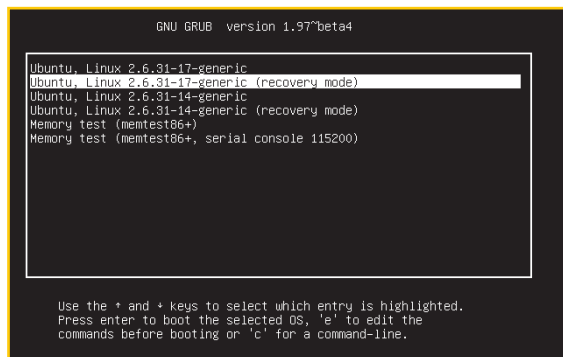 GNU GRUB  version 1.97~beta4
Ubuntu, Linux 2.6.31-17-generic
Ubuntu, Linux 2.6.31-17-generic (recovery mode)
Ubuntu, Linux 2.6.31-14-generic
Ubuntu, Linux 2.6.31-14-generic (recovery mode)
Memory test (memtest86+)
Memory test (memtest86+, serial console 115200)
Use the ↑ and ↓ keys to select which entry is highlighted.
Press enter to boot the selected OS, 'e' to edit the
commands before booting or 'c' for a command-line.